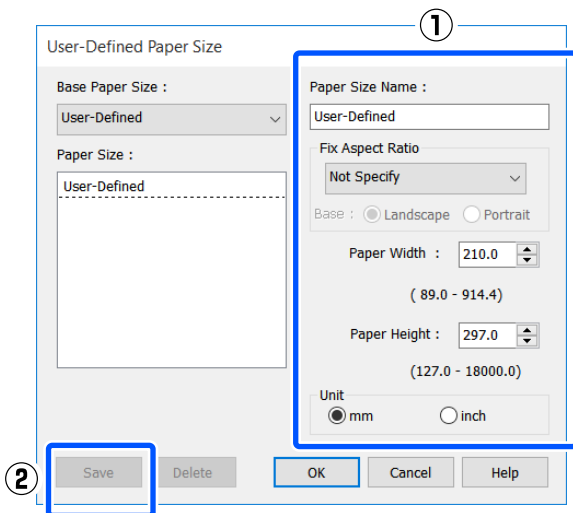 ①
User-Defined Paper Size
Base Paper Size :
User-Defined
Paper Size :
User-Defined
Paper Size Name :
User-Defined
Fix Aspect Ratio
Not Specify
Base : Landscape Portrait
Paper Width : 210.0
( 89.0 - 914.4)
Paper Height : 297.0
(127.0 - 18000.0)
Unit
mm inch
② Save Delete OK Cancel Help